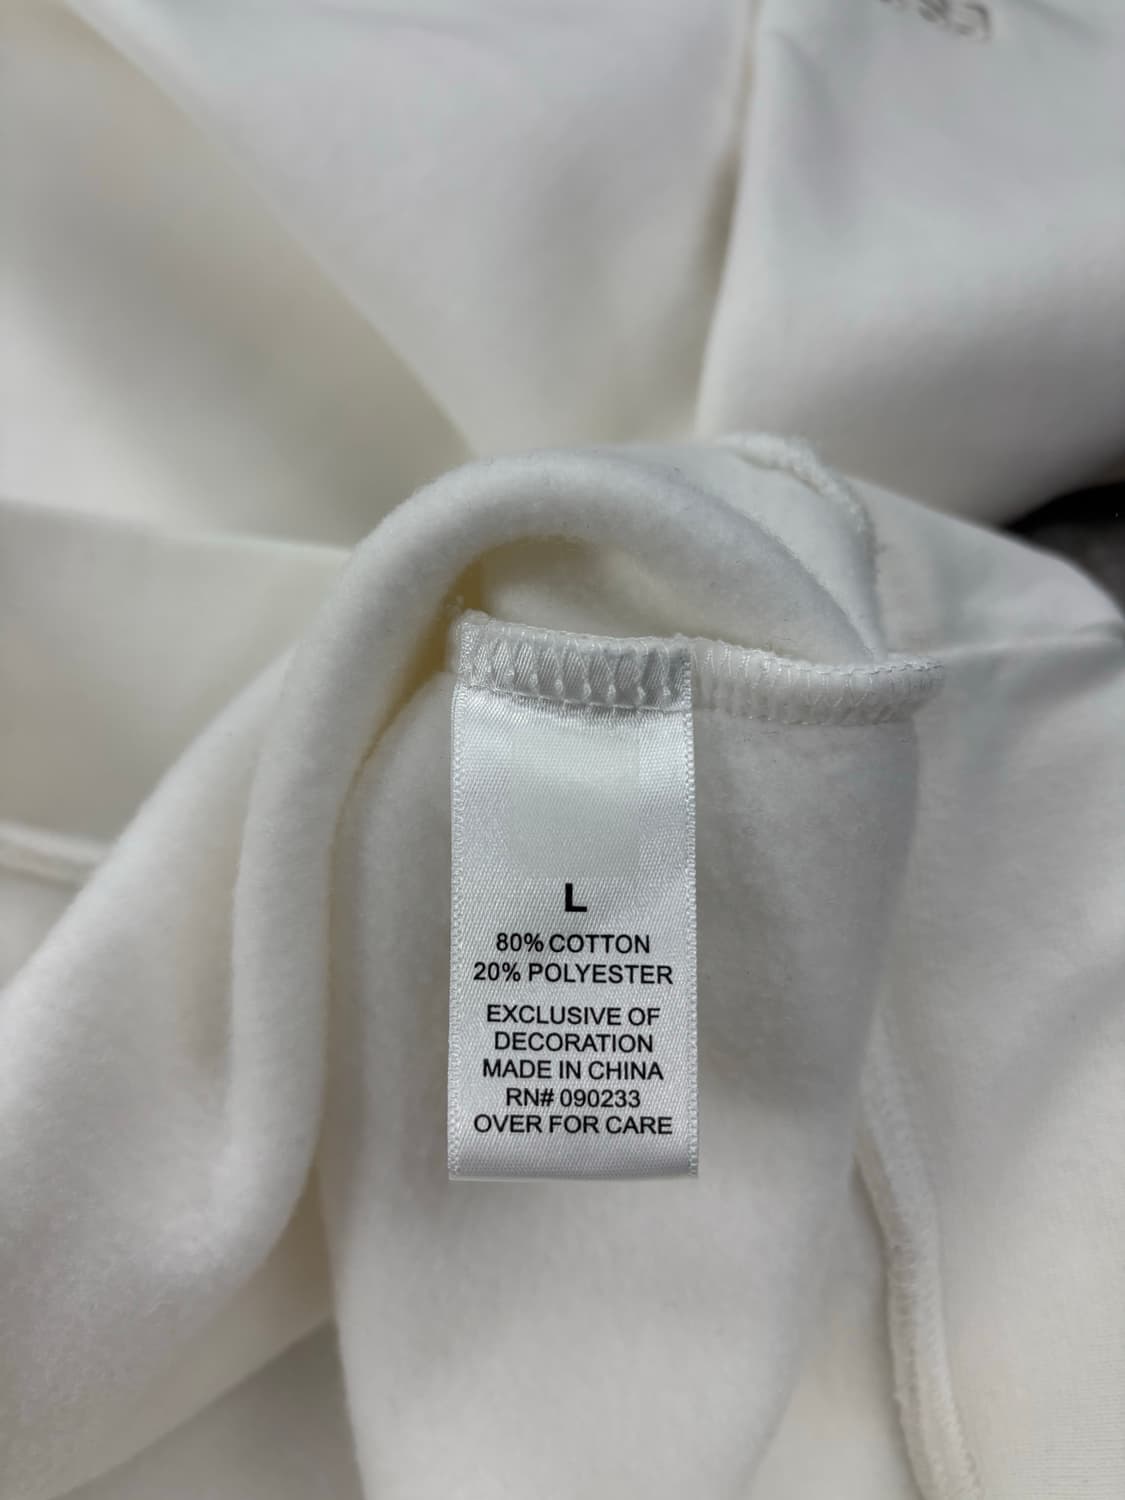 L
80% COTTON
20% POLYESTER
EXCLUSIVE OF
DECORATION
MADE IN CHINA
RN# 090233
OVER FOR CARE